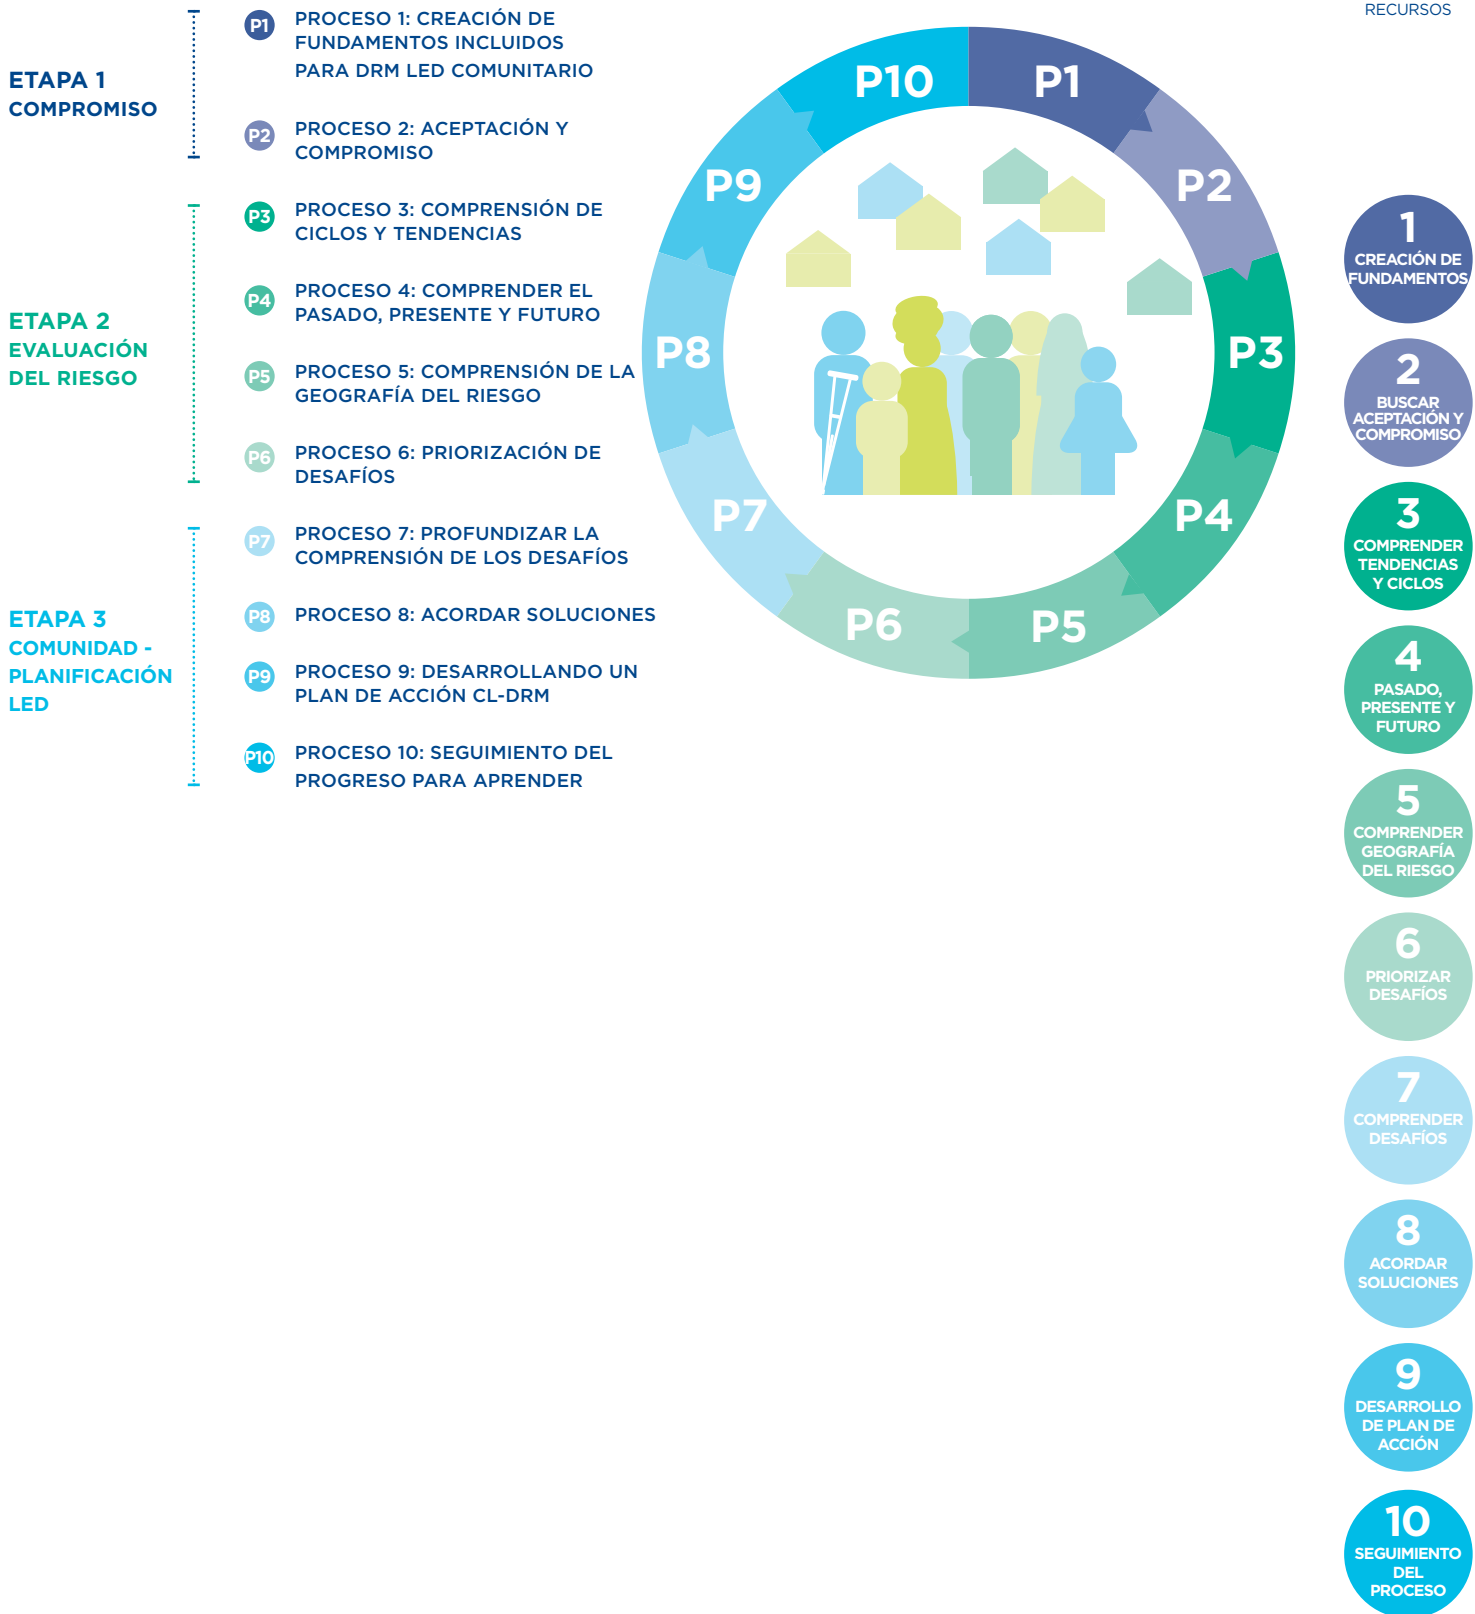 RECURSOS
ETAPA 1
COMPROMISO
P1
PROCESO 1: CREACIÓN DE
FUNDAMENTOS INCLUIDOS
PARA DRM LED COMUNITARIO
P2
PROCESO 2: ACEPTACIÓN Y
COMPROMISO
ETAPA 2
EVALUACIÓN
DEL RIESGO
P3
PROCESO 3: COMPRENSIÓN DE
CICLOS Y TENDENCIAS
P4
PROCESO 4: COMPRENDER EL
PASADO, PRESENTE Y FUTURO
P5
PROCESO 5: COMPRENSIÓN DE LA
GEOGRAFÍA DEL RIESGO
P6
PROCESO 6: PRIORIZACIÓN DE
DESAFÍOS
ETAPA 3
COMUNIDAD -
PLANIFICACIÓN
LED
P7
PROCESO 7: PROFUNDIZAR LA
COMPRENSIÓN DE LOS DESAFÍOS
P8
PROCESO 8: ACORDAR SOLUCIONES
P9
PROCESO 9: DESARROLLANDO UN
PLAN DE ACCIÓN CL-DRM
P10
PROCESO 10: SEGUIMIENTO DEL
PROGRESO PARA APRENDER
P1
P2
P3
P4
P5
P6
P7
P8
P9
P10
1
CREACIÓN DE
FUNDAMENTOS
2
BUSCAR
ACEPTACIÓN Y
COMPROMISO
3
COMPRENDER
TENDENCIAS
Y CICLOS
4
PASADO,
PRESENTE Y
FUTURO
5
COMPRENDER
GEOGRAFÍA
DEL RIESGO
6
PRIORIZAR
DESAFÍOS
7
COMPRENDER
DESAFÍOS
8
ACORDAR
SOLUCIONES
9
DESARROLLO
DE PLAN DE
ACCIÓN
10
SEGUIMIENTO
DEL
PROCESO